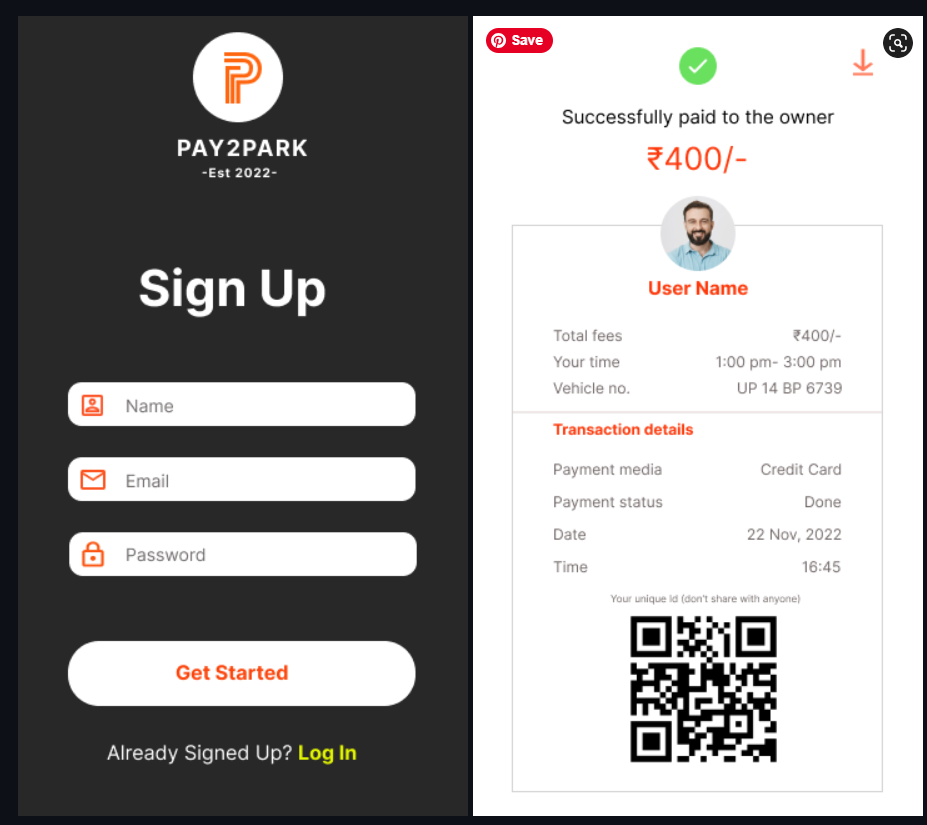 PAY2PARK
-Est 2022-
Sign Up
Name
Email
Password
Get Started
Already Signed Up? Log In
Save
Successfully paid to the owner
₹400/-
User Name
Total fees ₹400/-
Your time 1:00 pm- 3:00 pm
Vehicle no. UP 14 BP 6739
Transaction details
Payment media Credit Card
Payment status Done
Date 22 Nov, 2022
Time 16:45
Your unique Id (don't share with anyone)